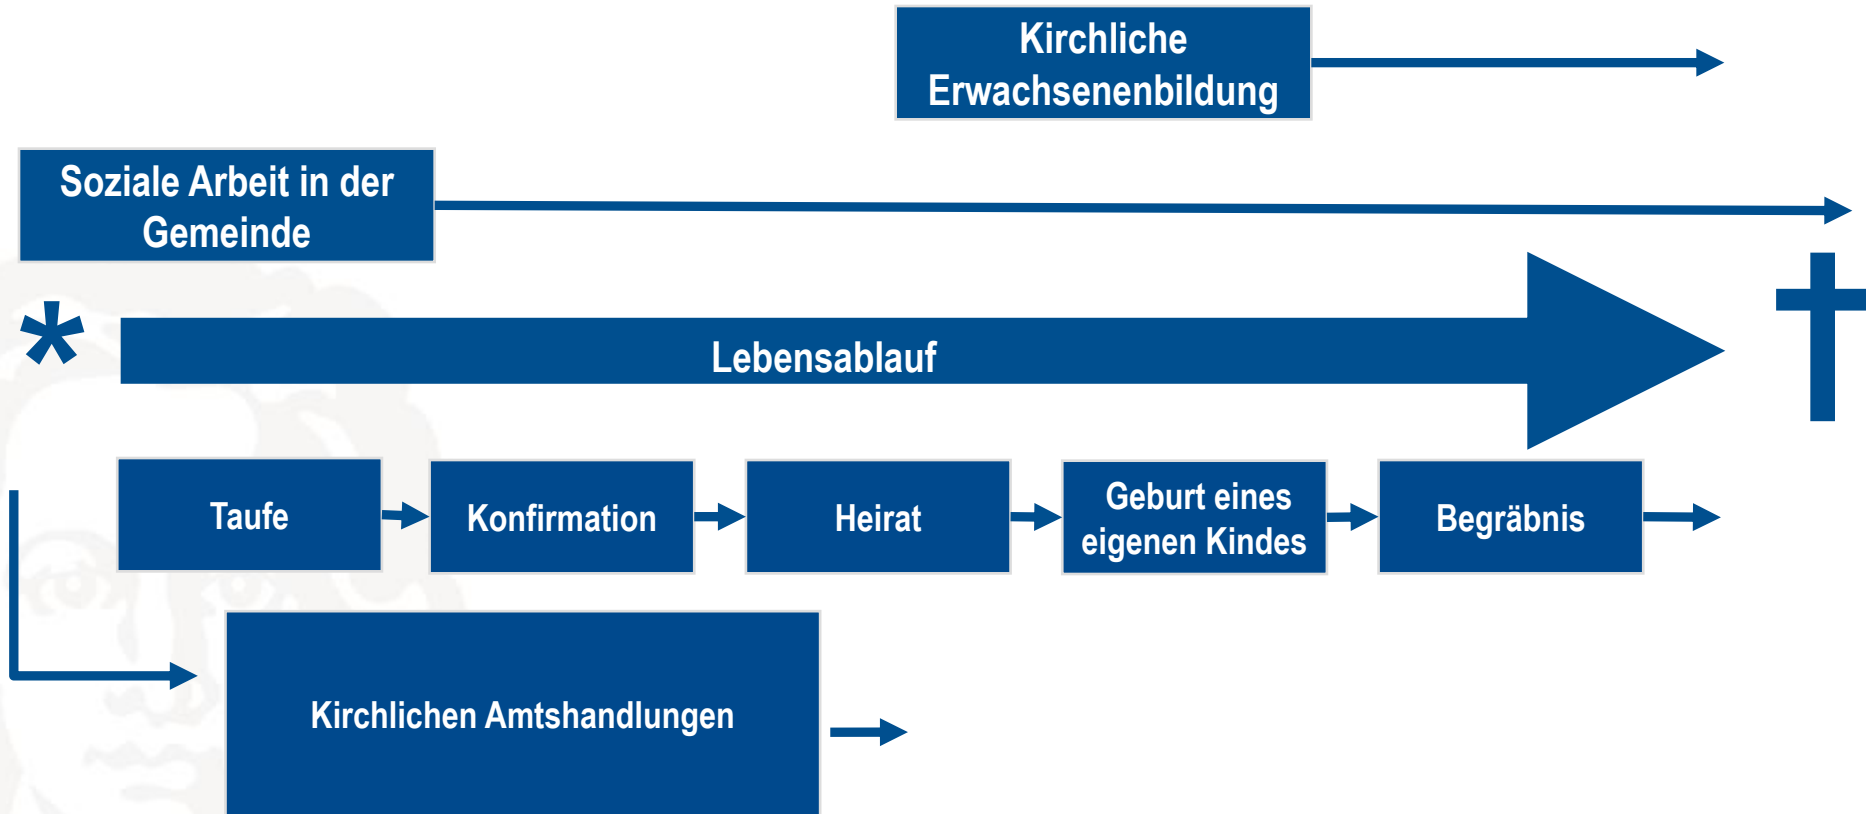 Kirchliche
Erwachsenenbildung
Soziale Arbeit in der
Gemeinde
*
Lebensablauf
Taufe
Konfirmation
Heirat
Geburt eines
eigenen Kindes
Begräbnis
Kirchlichen Amtshandlungen